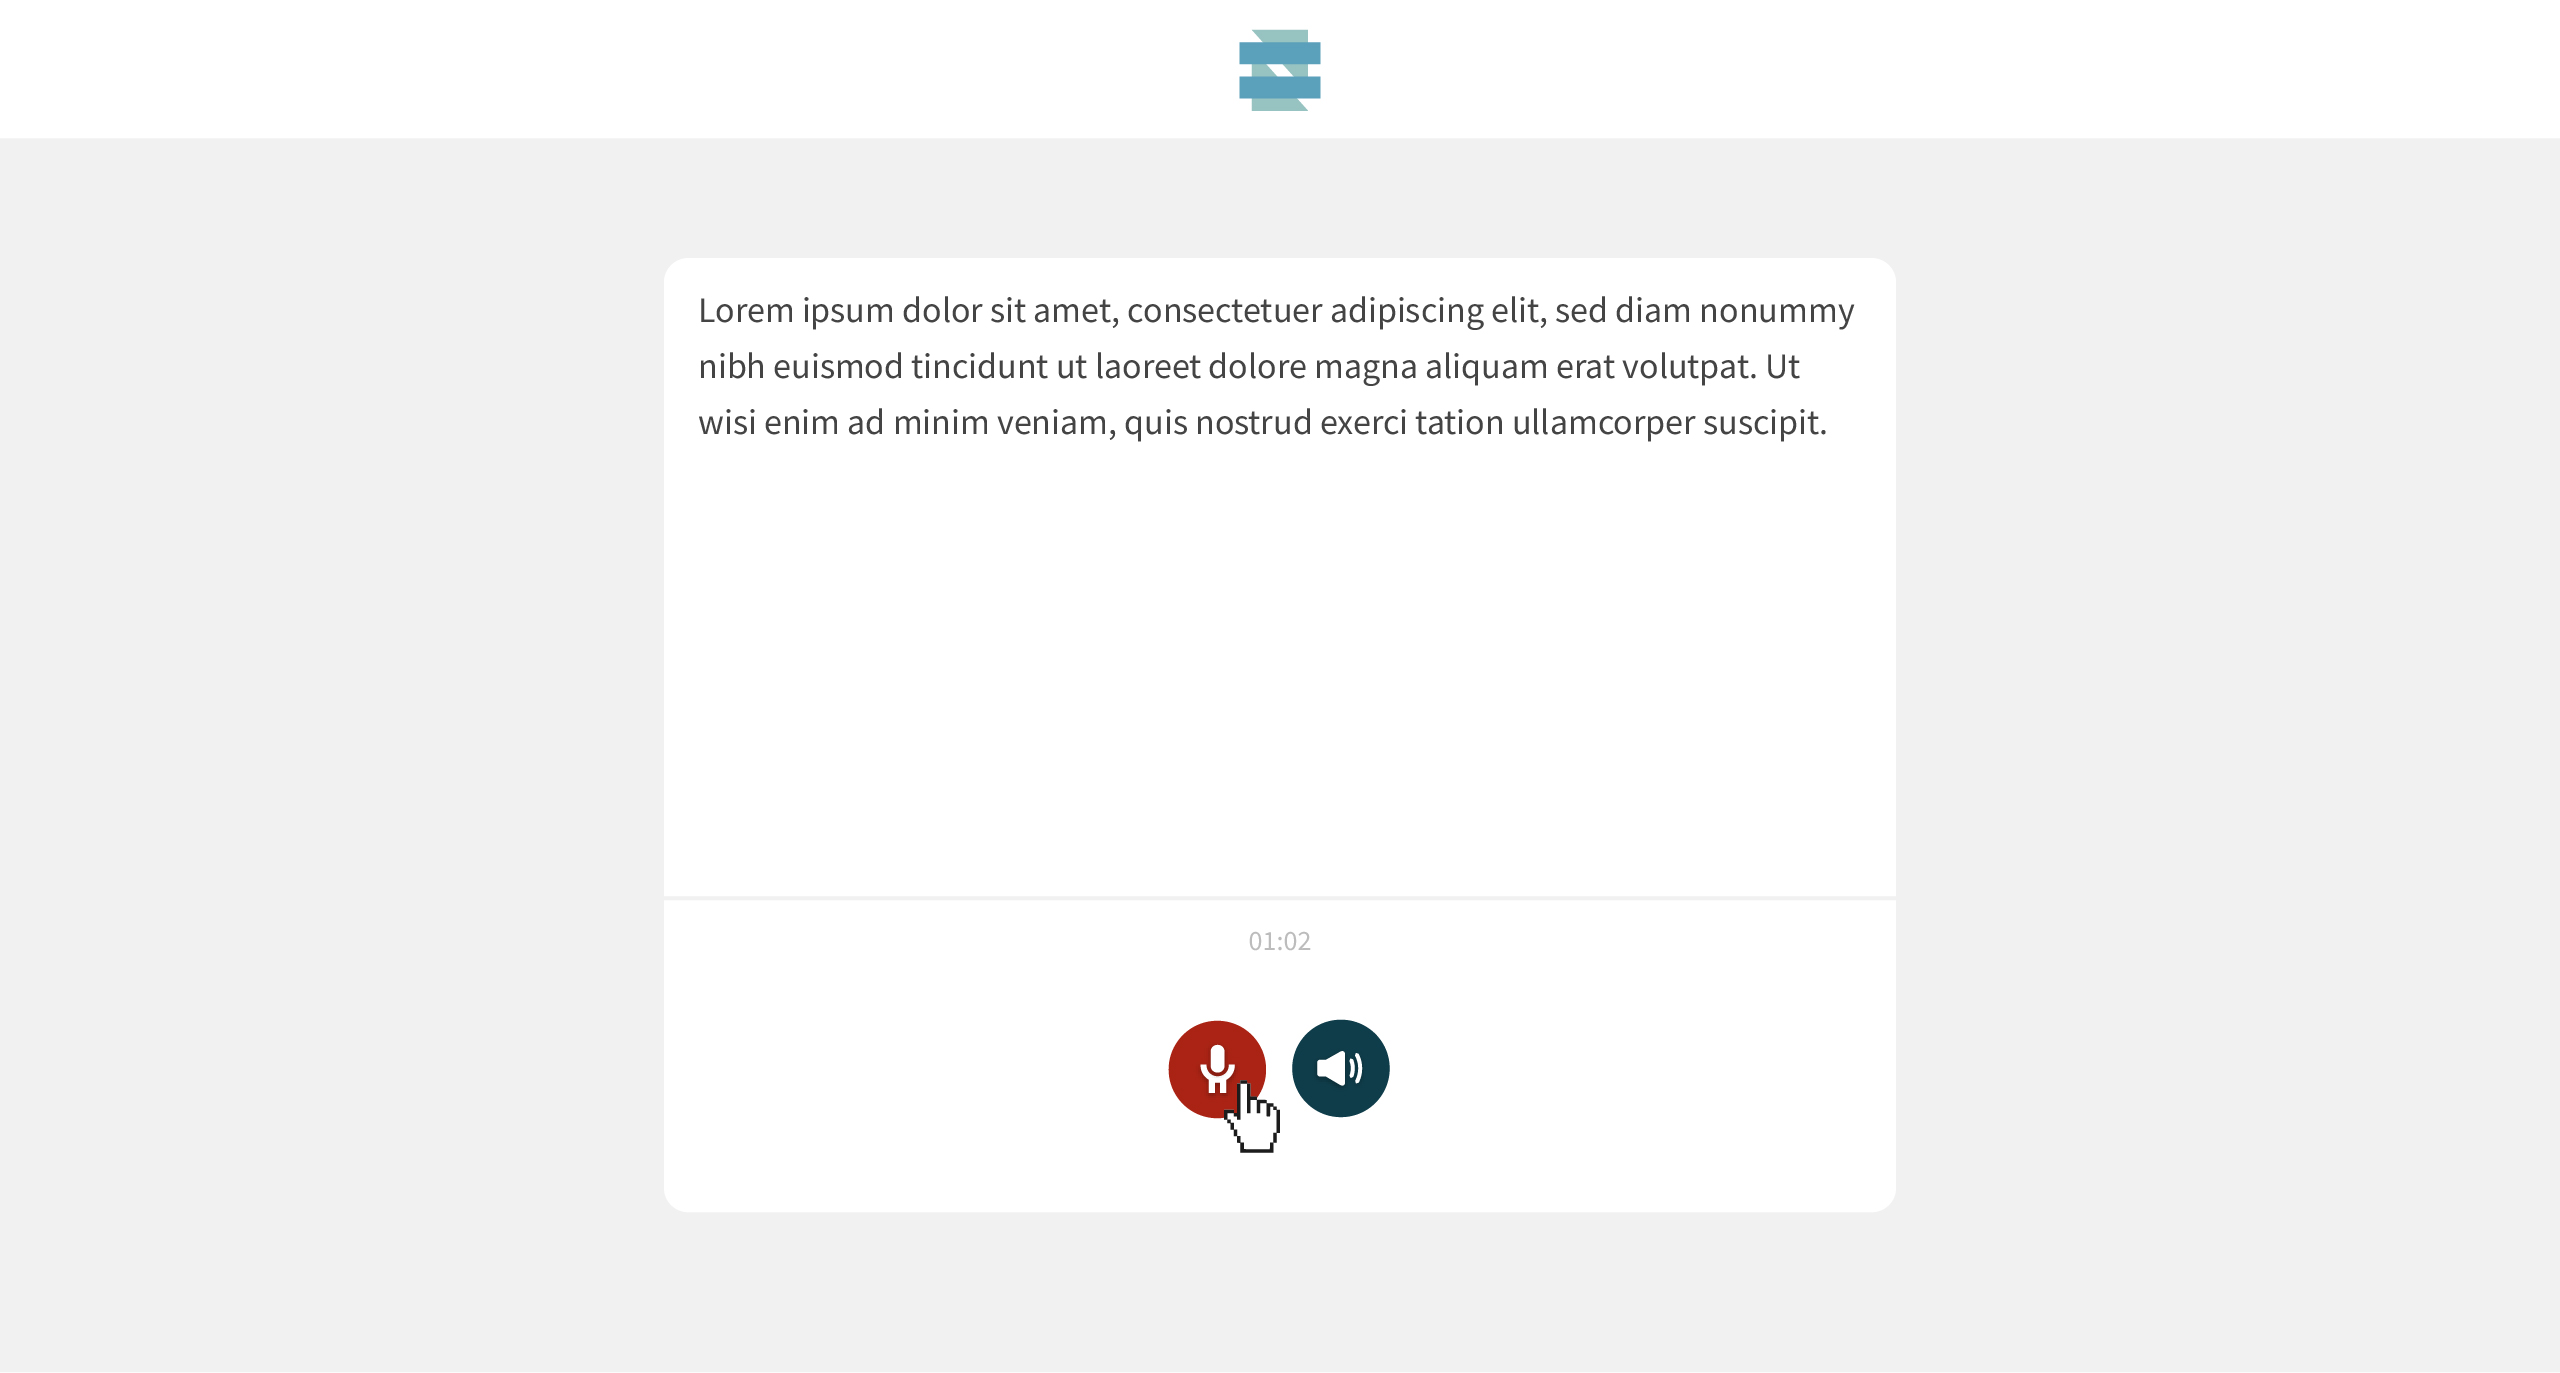 Lorem ipsum dolor sit amet, consectetuer adipiscing elit, sed diam nonummy
nibh euismod tincidunt ut laoreet dolore magna aliquam erat volutpat. Ut
wisi enim ad minim veniam, quis nostrud exerci tation ullamcorper suscipit.
01:02